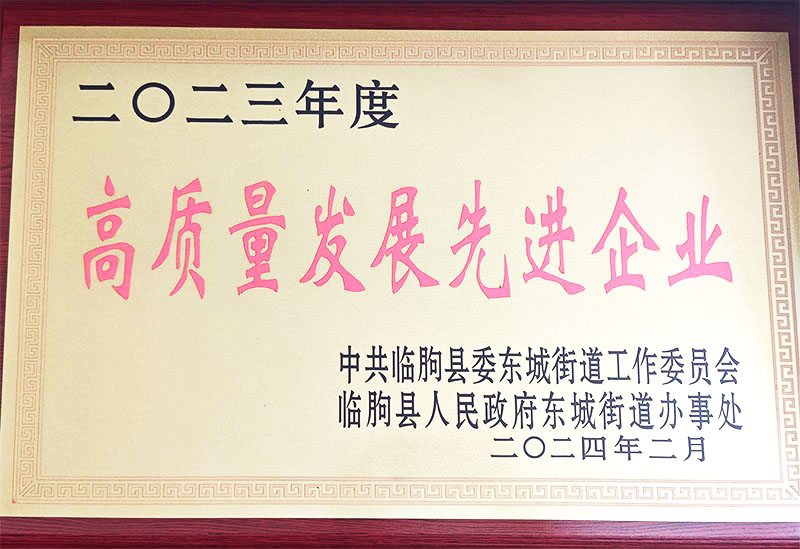 二〇二三年度
高质量发展先进企业
中共临朐县委东城街道工作委员会
临朐县人民政府东城街道办事处
二〇二四年二月